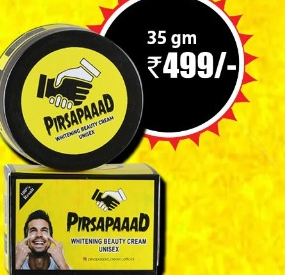 35 gm
₹499/-
PIRSAPAAAD
WHITENING BEAUTY CREAM
UNISEX
PIRSAPAAAD
WHITENING BEAUTY CREAM
UNISEX